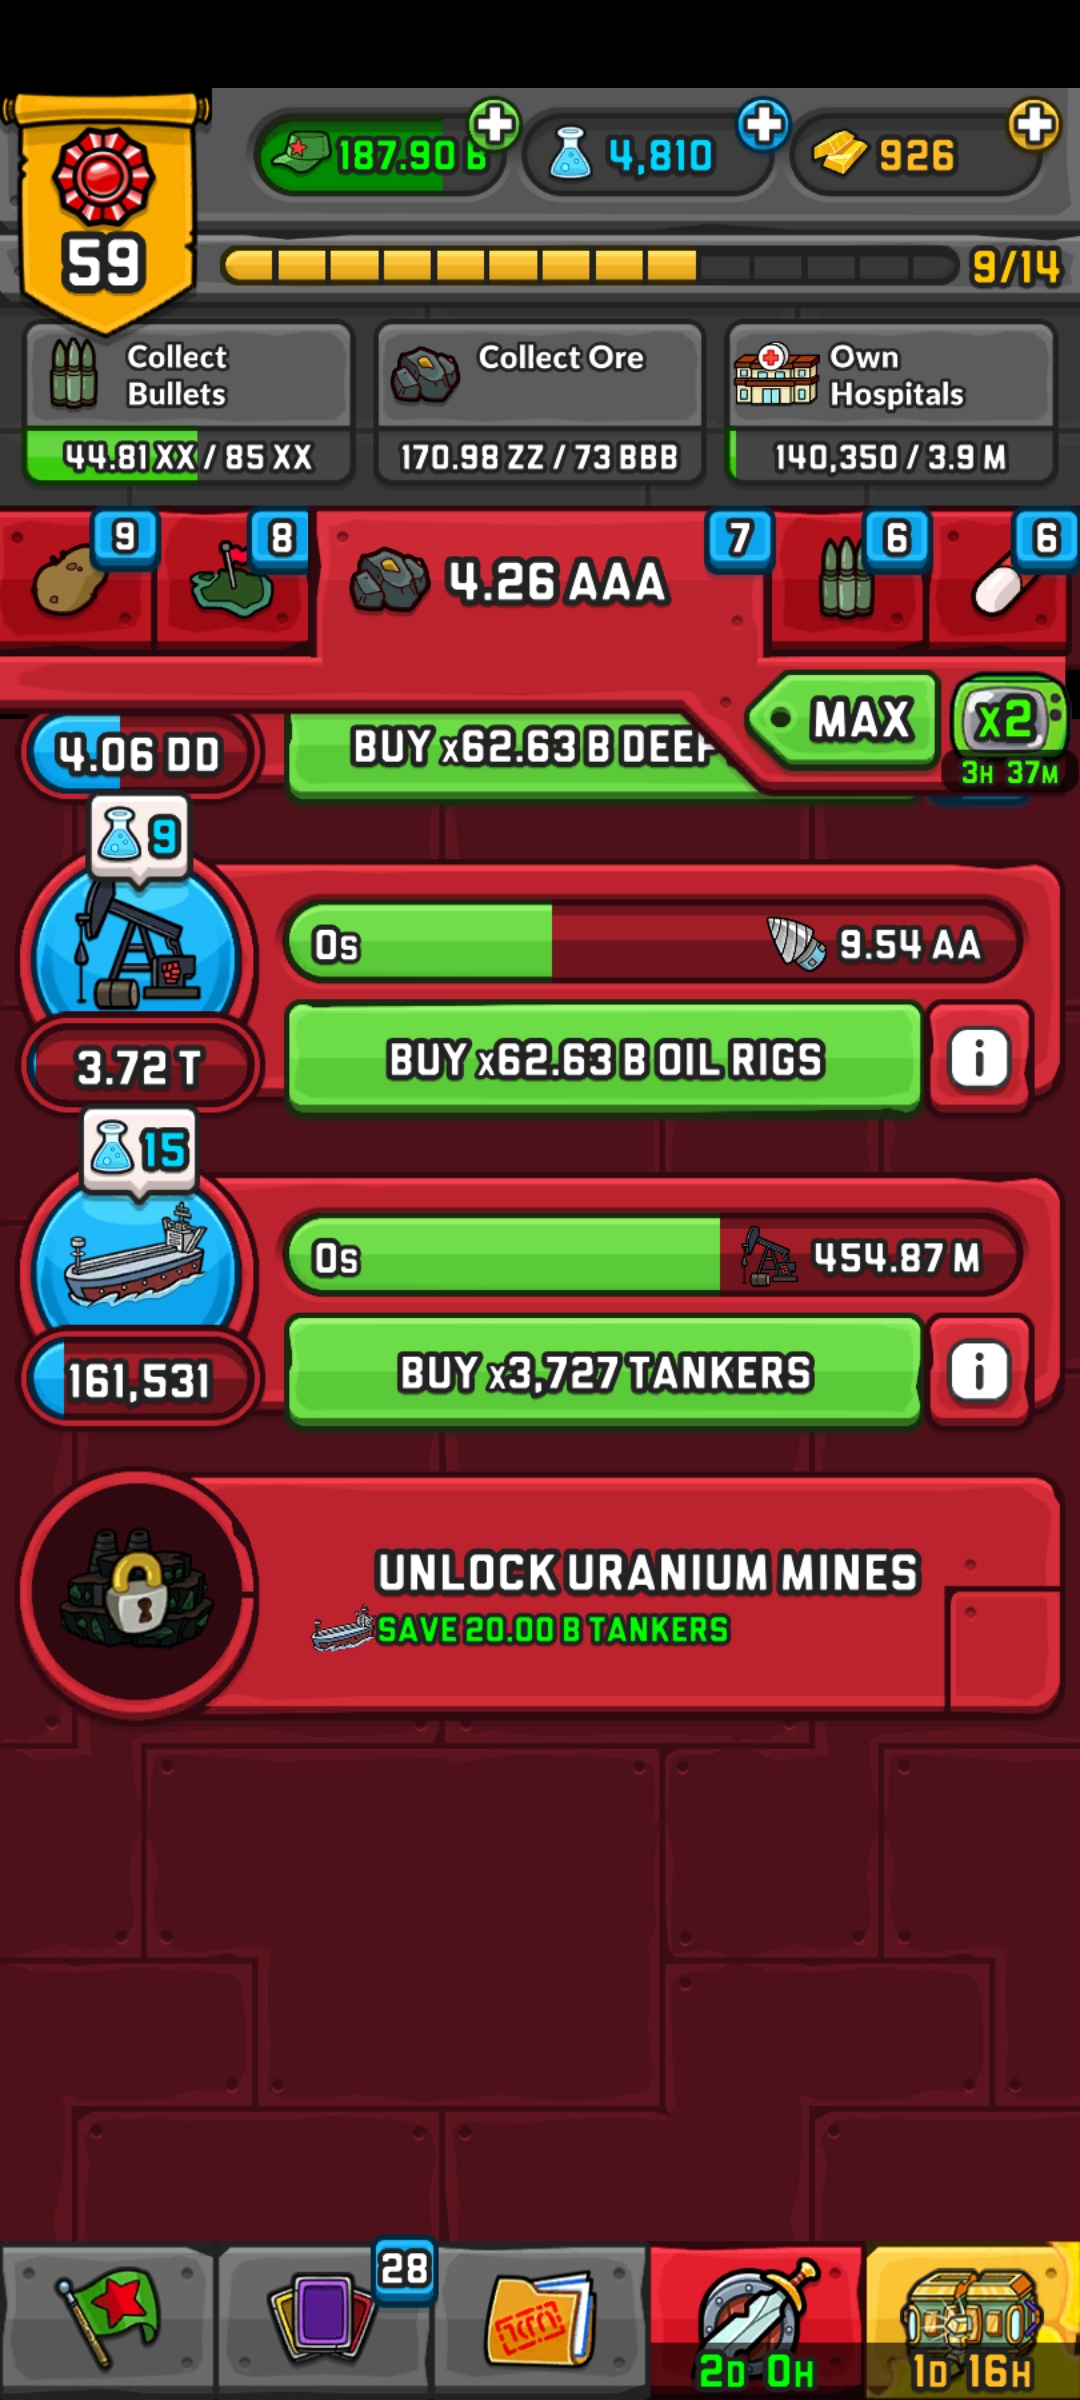 187.90 B
4,810
926
59
9/14
Collect
Bullets
44.81 XX / 85 XX
Collect Ore
170.98 ZZ / 73 BBB
Own
Hospitals
140,350 / 3.9 M
9
8
4.26 AAA
7
6
6
MAX
x2
3H 37M
4.06 DD
BUY x62.63 B DEEP
9
0s
9.54 AA
3.72 T
BUY x62.63 B OIL RIGS
i
15
0s
454.87 M
161,531
BUY x3,727 TANKERS
i
UNLOCK URANIUM MINES
SAVE 20.00 B TANKERS
28
2D 0H
1D 16H